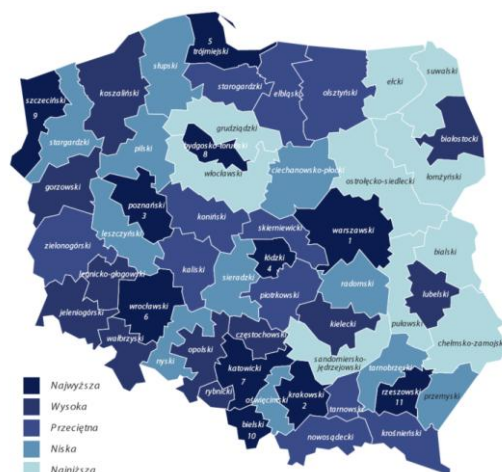 5
trójmiejski
słupski
koszaliński
starogardzki
elbląski
olsztyński
ełcki
suwalski
szczeciński
9
stargardzki
pilski
grudziądzki
bydgosko-toruński
8
włocławski
białostocki
łomżyński
ciechanowsko-płocki
ostrołęcko-siedlecki
gorzowski
poznański
3
koniński
leszczyński
zielonogórski
skierniewicki
warszawski
1
łódzki
4
bialski
kaliski
sieradzki
piotrkowski
radomski
lubelski
puławski
legnicko-głogowski
wrocławski
6
jeleniogórski
wałbrzyski
nyski
opolski
częstochowski
kielecki
chełmsko-zamojski
sandomiersko-
jędrzejowski
katowicki
7
rybnicki
oświęcimski
krakowski
2
tarnowski
tarnobrzeski
rzeszowski
11
przemyski
bielski
10
nowosądecki
krośnieński
Najwyższa
Wysoka
Przeciętna
Niska
Najniższa